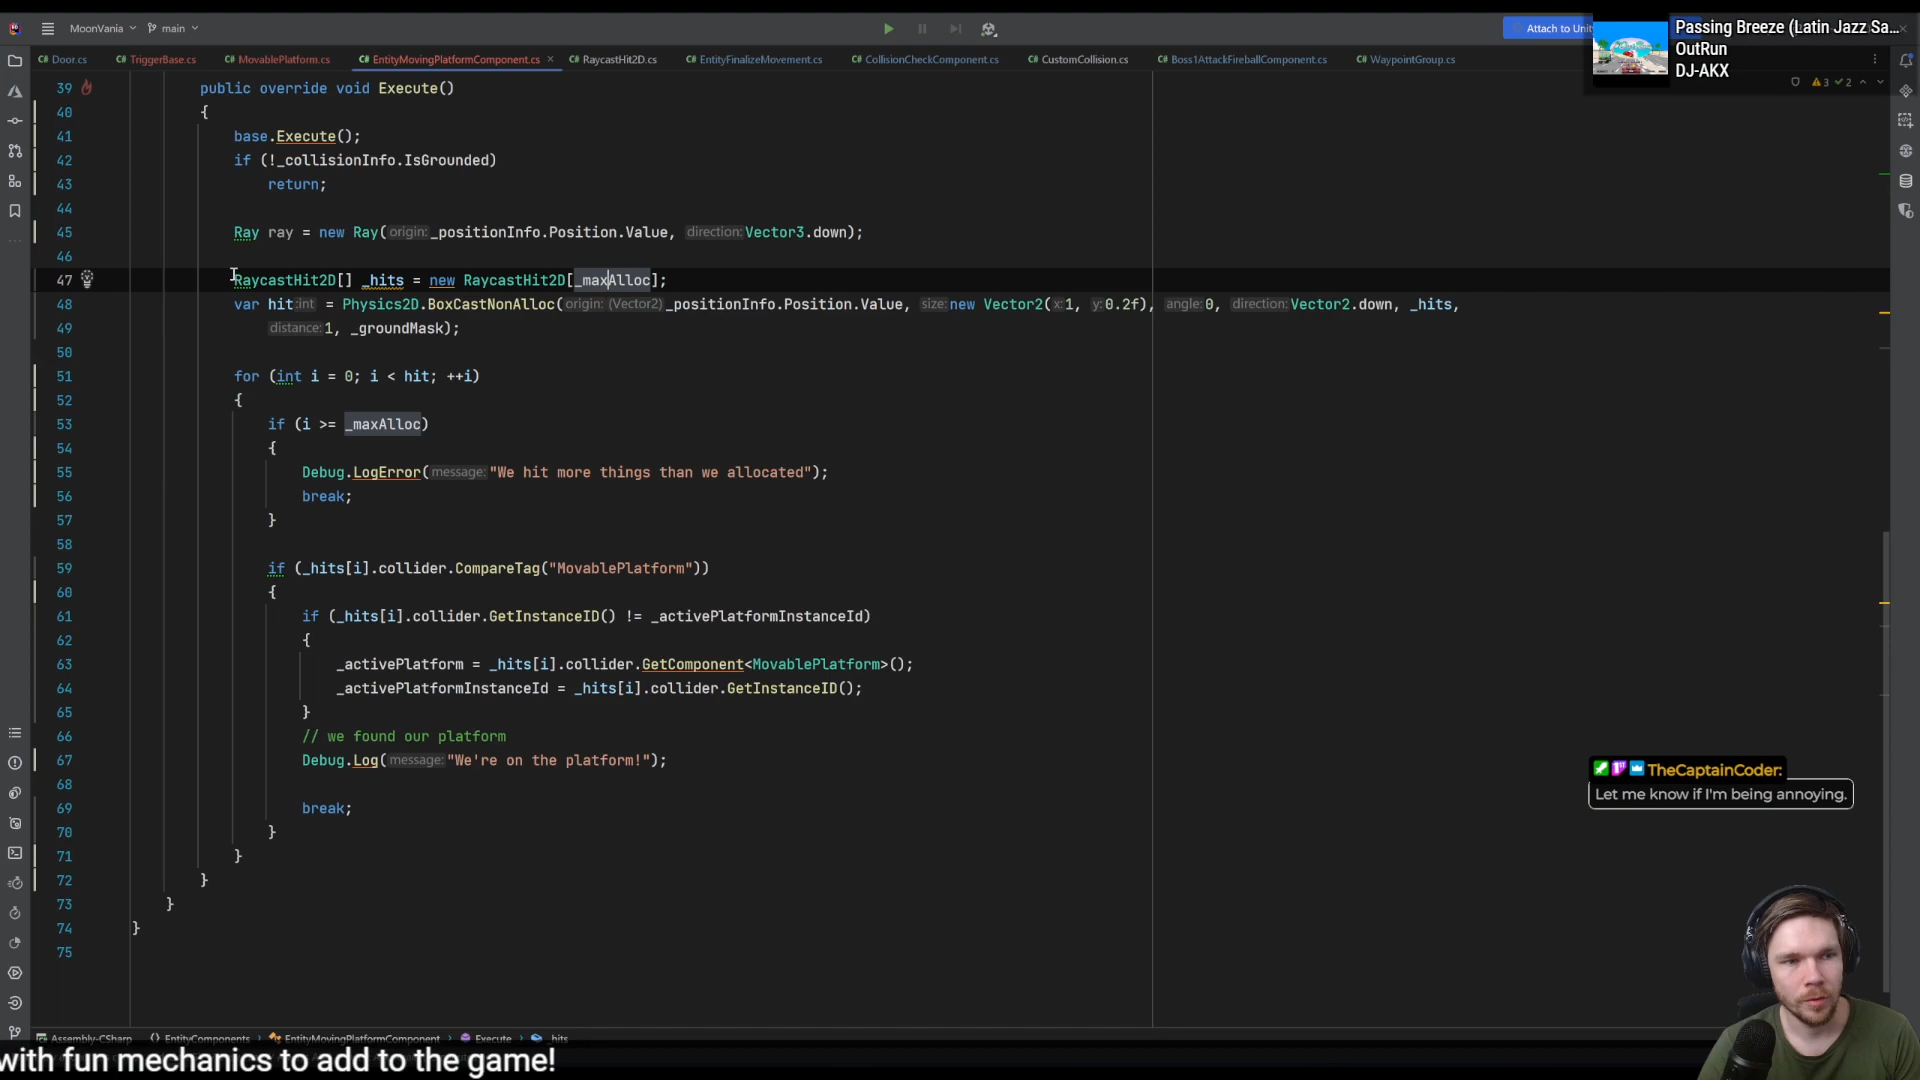 MoonVania
main
Attach to Unit
Passing Breeze (Latin Jazz Sa...
OutRun
DJ-AKX
Door.cs
TriggerBase.cs
MovablePlatform.cs
EntityMovingPlatformComponent.cs
RaycastHit2D.cs
EntityFinalizeMovement.cs
CollisionCheckComponent.cs
CustomCollision.cs
Boss1AttackFireballComponent.cs
WaypointGroup.cs
3 2
39 public override void Execute()
40 {
41 base.Execute();
42 if (!_collisionInfo.IsGrounded)
43 return;
44
45 Ray ray = new Ray(origin:_positionInfo.Position.Value, direction:Vector3.down);
46
47 RaycastHit2D[] _hits = new RaycastHit2D[_maxAlloc];
48 var hit:int = Physics2D.BoxCastNonAlloc(origin:(Vector2)_positionInfo.Position.Value, size:new Vector2(x:1, y:0.2f), angle:0, direction:Vector2.down, _hits,
49 distance:1, _groundMask);
50
51 for (int i = 0; i < hit; ++i)
52 {
53 if (i >= _maxAlloc)
54 {
55 Debug.LogError(message:"We hit more things than we allocated");
56 break;
57 }
58
59 if (_hits[i].collider.CompareTag("MovablePlatform"))
60 {
61 if (_hits[i].collider.GetInstanceID() != _activePlatformInstanceId)
62 {
63 _activePlatform = _hits[i].collider.GetComponent<MovablePlatform>();
64 _activePlatformInstanceId = _hits[i].collider.GetInstanceID();
65 }
66 // we found our platform
67 Debug.Log(message:"We're on the platform!");
68
69 break;
70 }
71 }
72 }
73 }
74 }
75
TheCaptainCoder:
Let me know if I'm being annoying.
Assembly-CSharp EntityComponents EntityMovingPlatformComponent Execute _hits
with fun mechanics to add to the game!